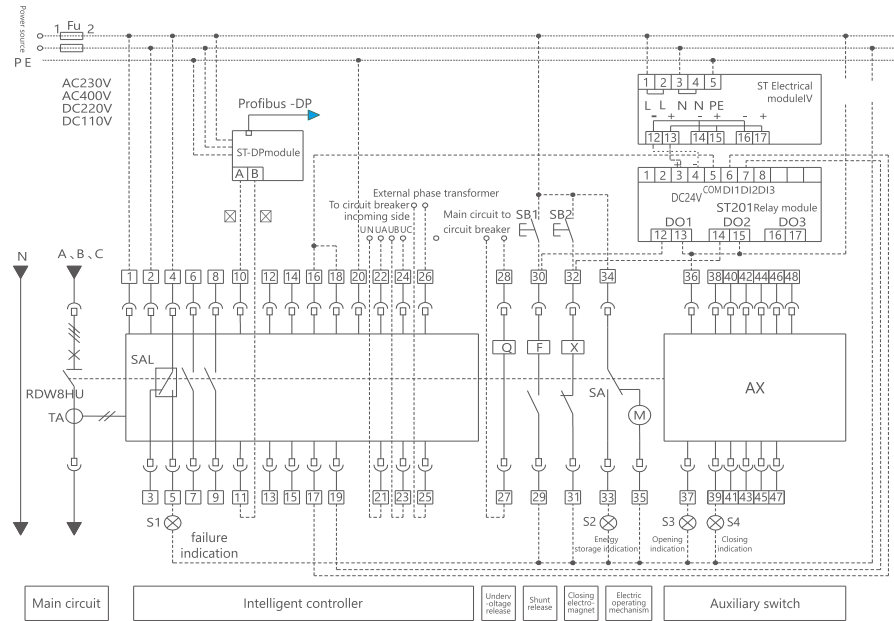 Power source
1 Fu 2
PE
AC230V
AC400V
DC220V
DC110V
Profibus -DP
ST-DPmodule
A B
1 2 3 4 5
ST Electrical
moduleIV
L L N N PE
- + - + - +
12 13 14 15 16 17
1 2 3 4 5 6 7 8
+ -
DC24V COM DI1 DI2 DI3
ST201 Relay module
DO1 DO2 DO3
12 13 14 15 16 17
External phase transformer
To circuit breaker
incoming side
UN UA UB UC
Main circuit to
circuit breaker
SB1 SB2
N A、B、C
1 2 4 6 8 10 12 14 16 18 20 22 24 26 28 30 32 34 36 38 40 42 44 46 48
SAL
Q F X
RDW8HU
TA
SA
M
AX
3 5 7 9 11 13 15 17 19 21 23 25 27 29 31 33 35 37 39 41 43 45 47
S1 S2 S3 S4
failure
indication
Energy
storage indication
Opening
indication
Closing
indication
Main circuit
Intelligent controller
Underv
-oltage
release
Shunt
release
Closing
electro-
magnet
Electric
operating
mechanism
Auxiliary switch